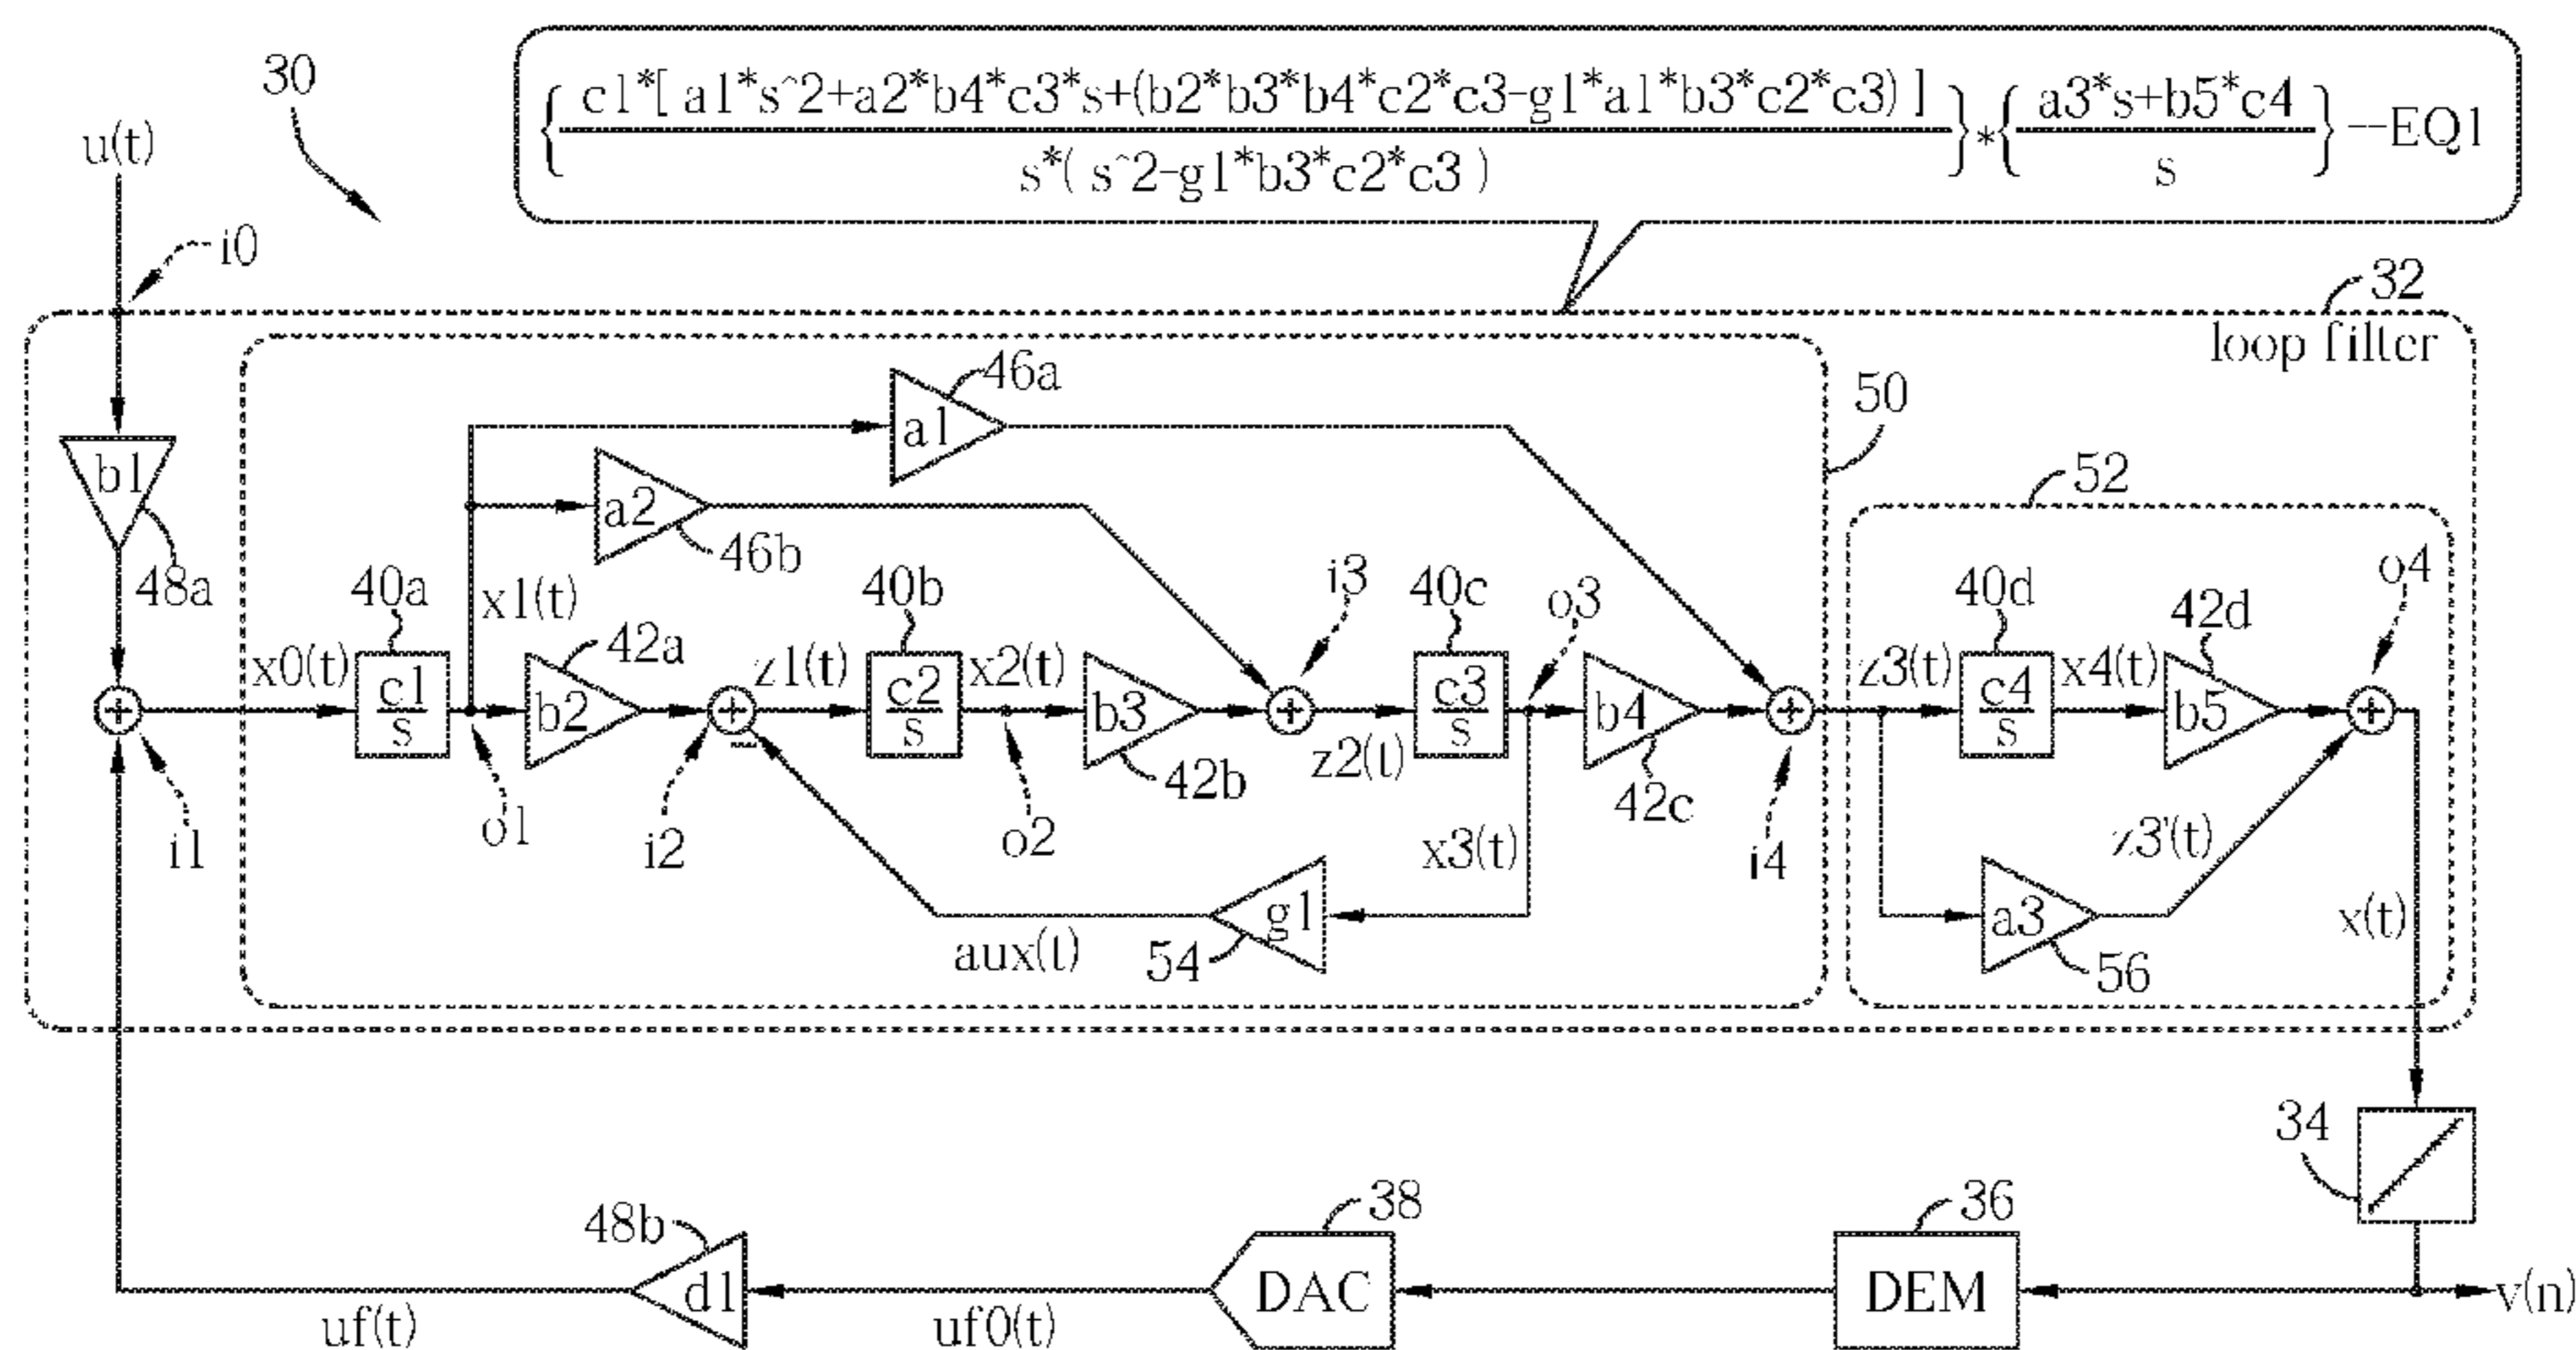 30
c1*[ a1*s^2+a2*b4*c3*s+(b2*b3*b4*c2*c3-g1*a1*b3*c2*c3) ]
s*( s^2-g1*b3*c2*c3 )
*
a3*s+b5*c4
s
--EQ1
u(t)
i0
32
loop filter
46a
a1
50
b1
a2
46b
52
48a
40a
x1(t)
40b
i3
40c
o3
40d
o4
42a
42d
x0(t)
c1
s
b2
+
z1(t)
c2
s
x2(t)
b3
+
c3
s
b4
+
z3(t)
c4
s
x4(t)
b5
+
+
42b
z2(t)
42c
i1
o1
i2
o2
x3(t)
i4
z3'(t)
g1
a3
x(t)
aux(t)
54
56
34
48b
38
36
d1
DAC
DEM
v(n)
uf(t)
uf0(t)